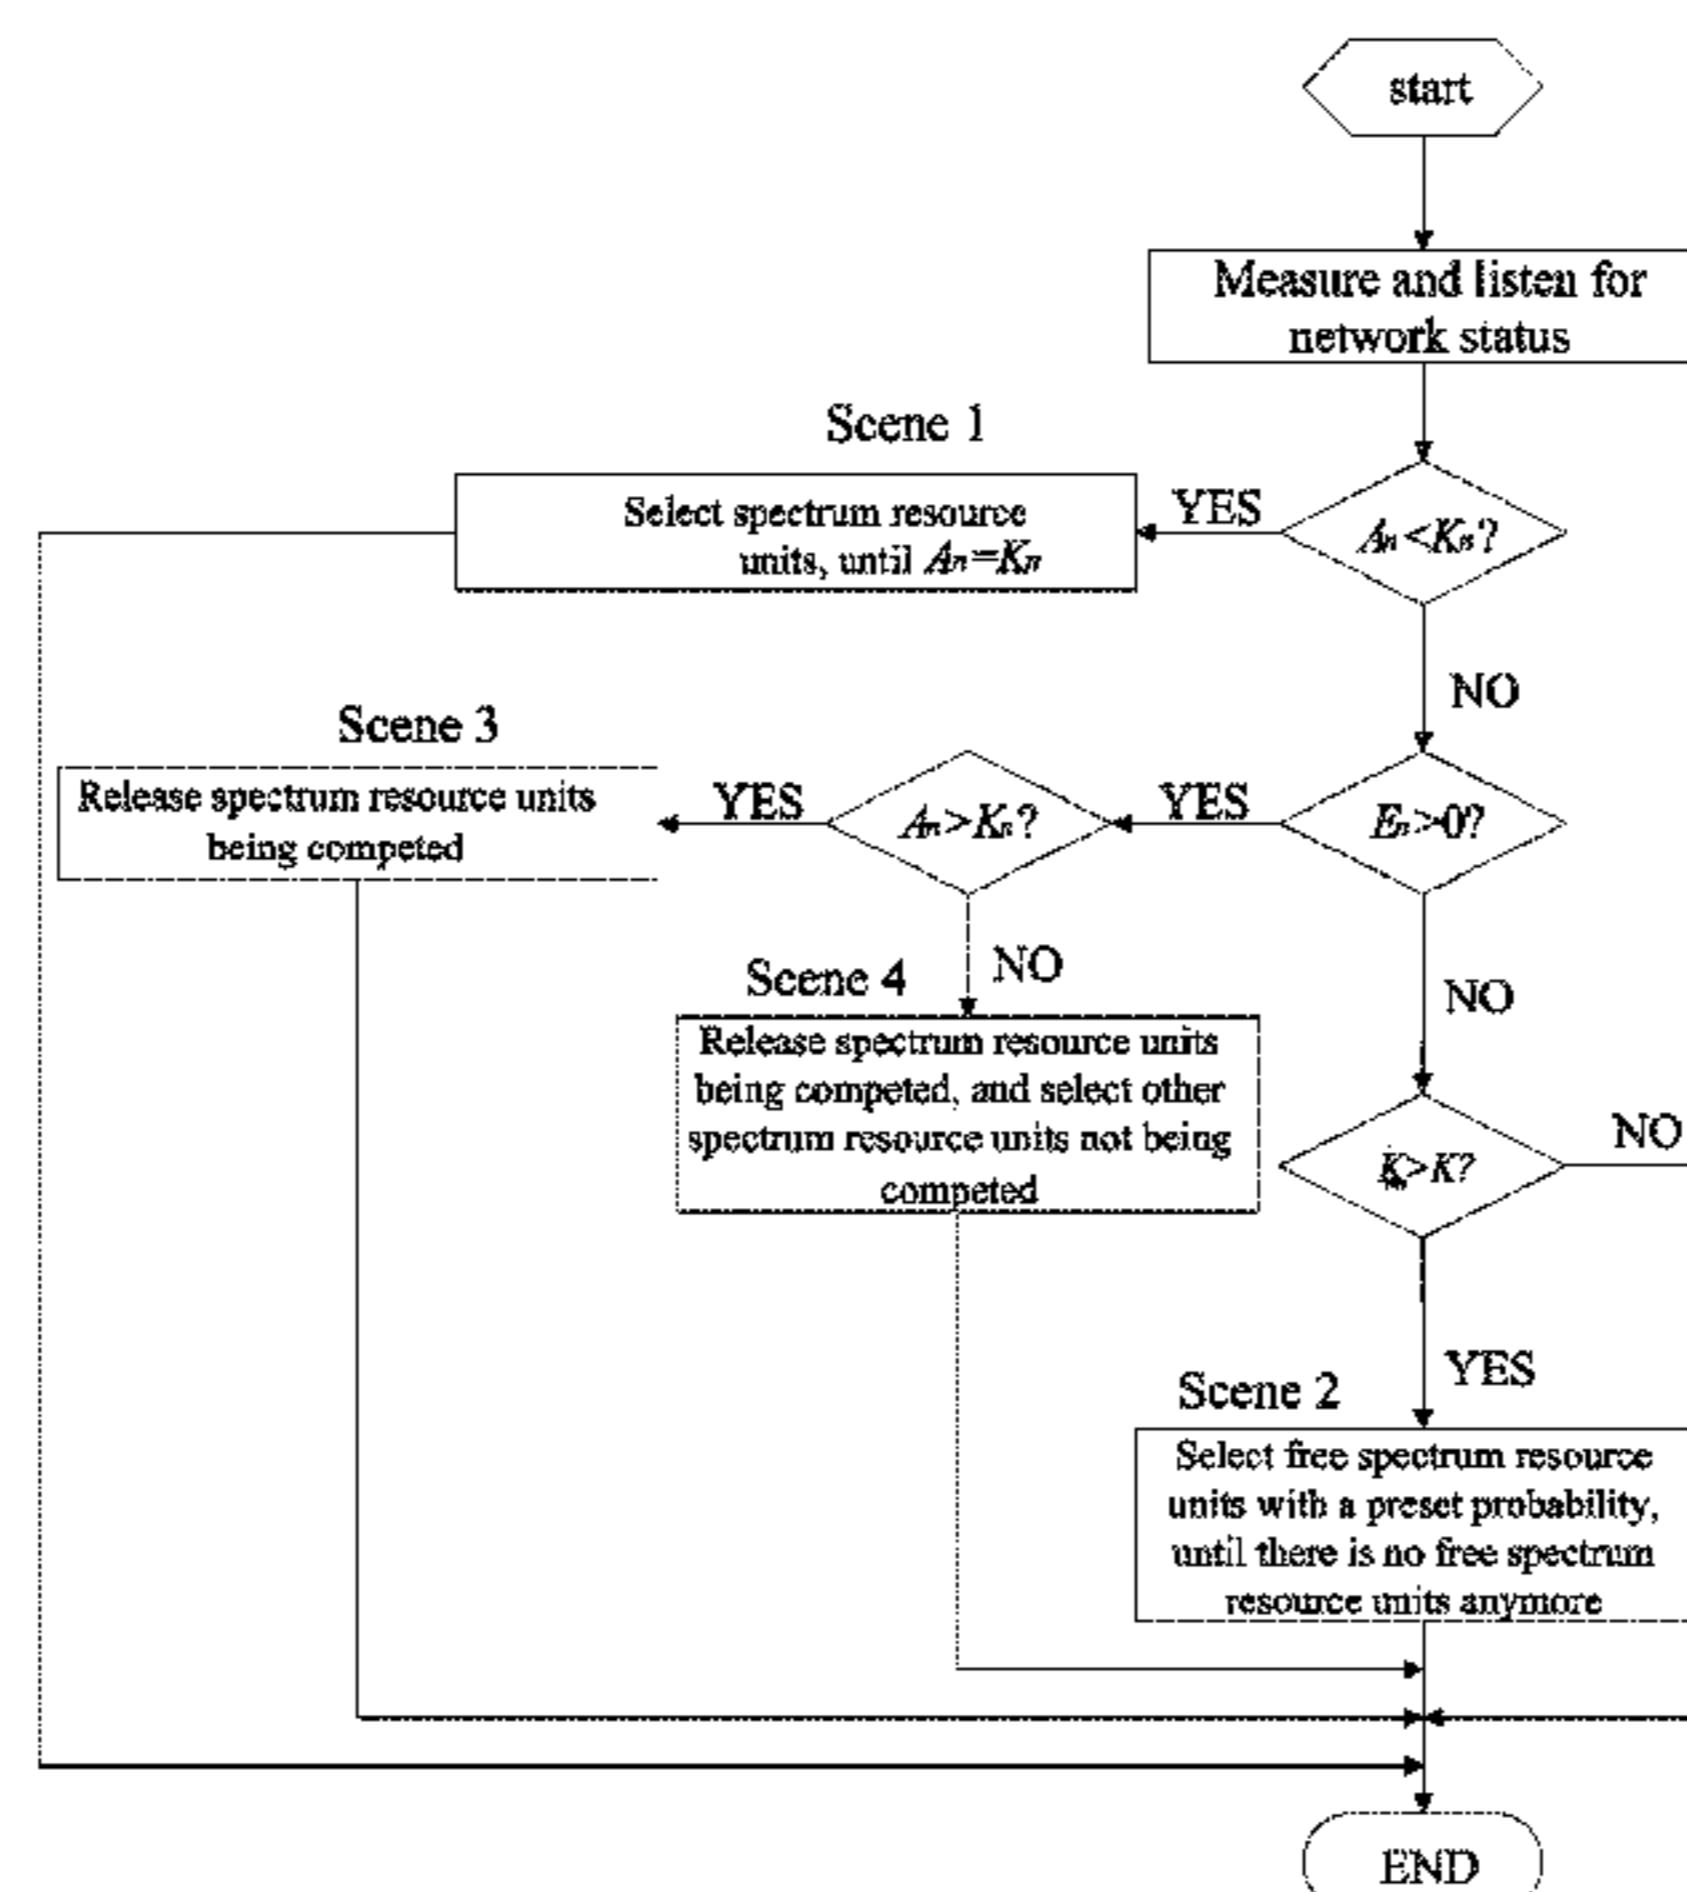 start
Measure and listen for
network status
Scene 1
Select spectrum resource
units, until An=Kn
YES
An<Kn?
NO
Scene 3
Release spectrum resource units
being competed
YES
An>Kn?
YES
En>0?
NO
Scene 4
Release spectrum resource units
being competed, and select other
spectrum resource units not being
competed
NO
>K?
NO
YES
Scene 2
Select free spectrum resource
units with a preset probability,
until there is no free spectrum
resource units anymore
END